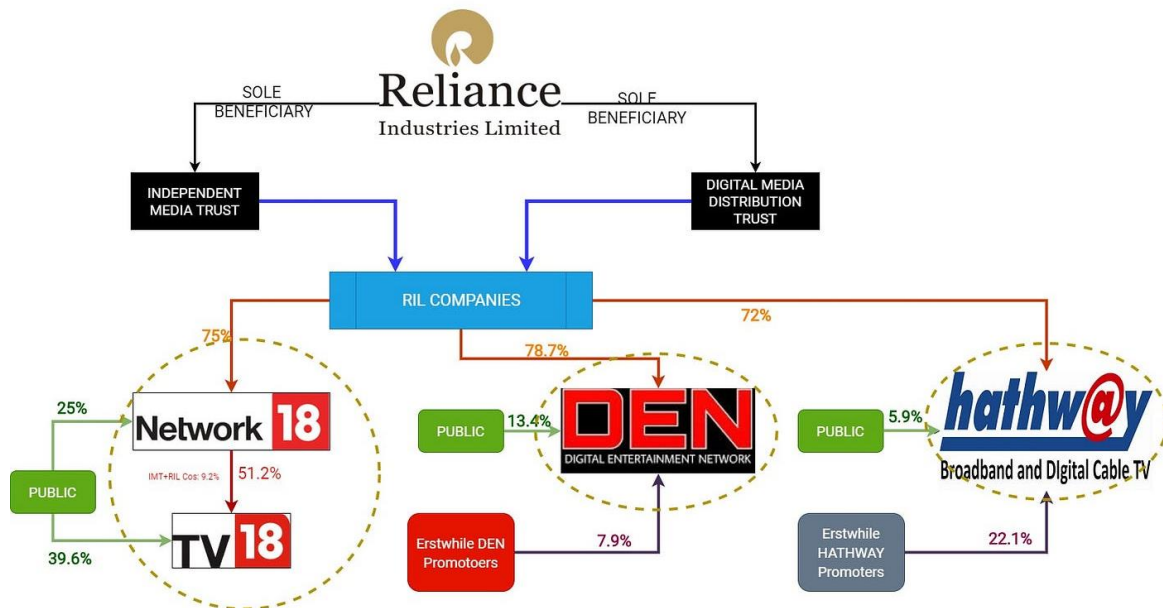 Reliance
Industries Limited
SOLE
BENEFICIARY
SOLE
BENEFICIARY
INDEPENDENT
MEDIA TRUST
DIGITAL MEDIA
DISTRIBUTION
TRUST
RIL COMPANIES
75%
78.7%
72%
25%
Network 18
PUBLIC
IMT+RIL Cos: 9.2%
51.2%
39.6%
TV 18
PUBLIC
13.4%
DEN
DIGITAL ENTERTAINMENT NETWORK
Erstwhile DEN
Promotoers
7.9%
PUBLIC
5.9%
hathw@y
Broadband and DIgital Cable TV
Erstwhile
HATHWAY
Promoters
22.1%